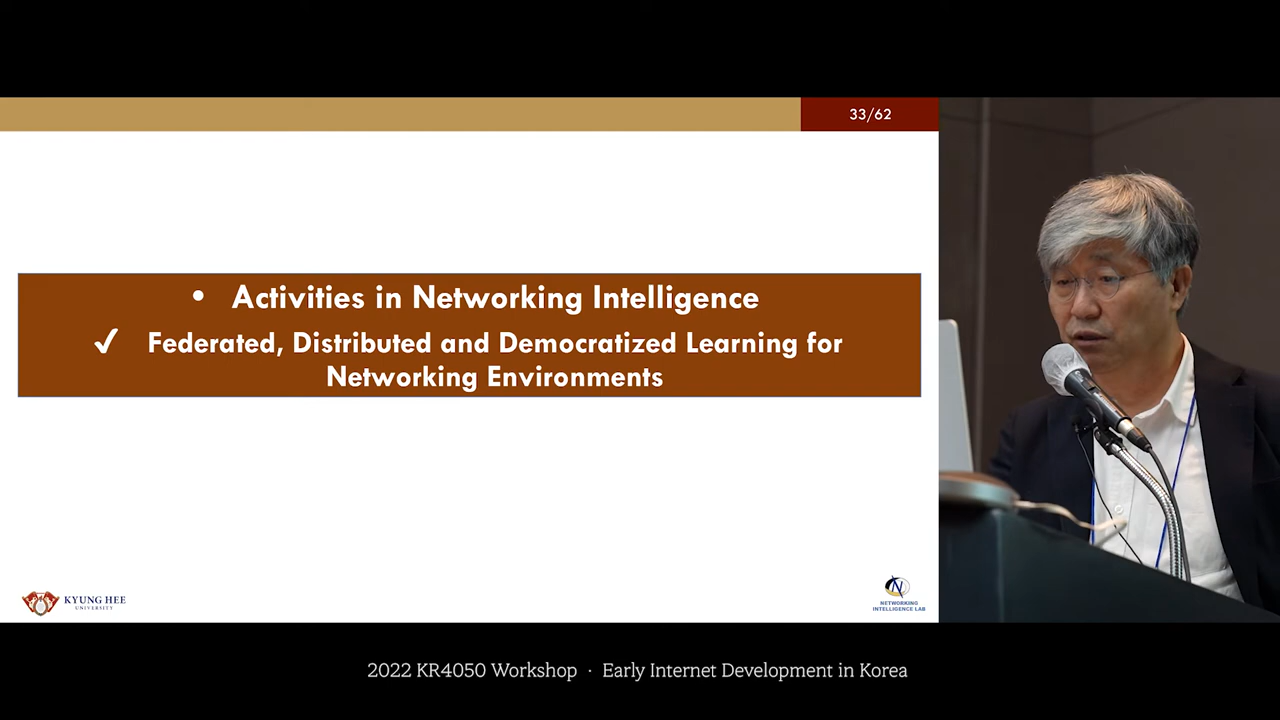 33/62
• Activities in Networking Intelligence
✓ Federated, Distributed and Democratized Learning for
Networking Environments
KYUNG HEE
UNIVERSITY
N
NETWORKING
INTELLIGENCE LAB
2022 KR4050 Workshop · Early Internet Development in Korea